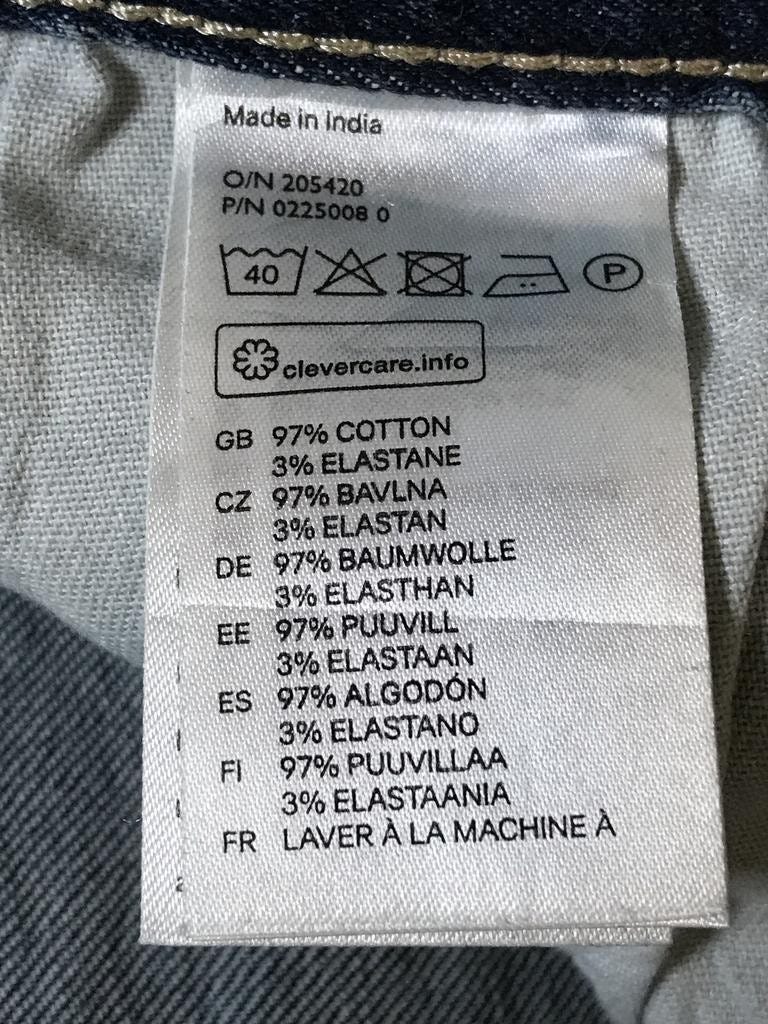 Made in India
O/N 205420
P/N 0225008 0
40 P
clevercare.info
GB 97% COTTON
3% ELASTANE
CZ 97% BAVLNA
3% ELASTAN
DE 97% BAUMWOLLE
3% ELASTHAN
EE 97% PUUVILL
3% ELASTAAN
ES 97% ALGODÓN
3% ELASTANO
FI 97% PUUVILLAA
3% ELASTAANIA
FR LAVER À LA MACHINE À